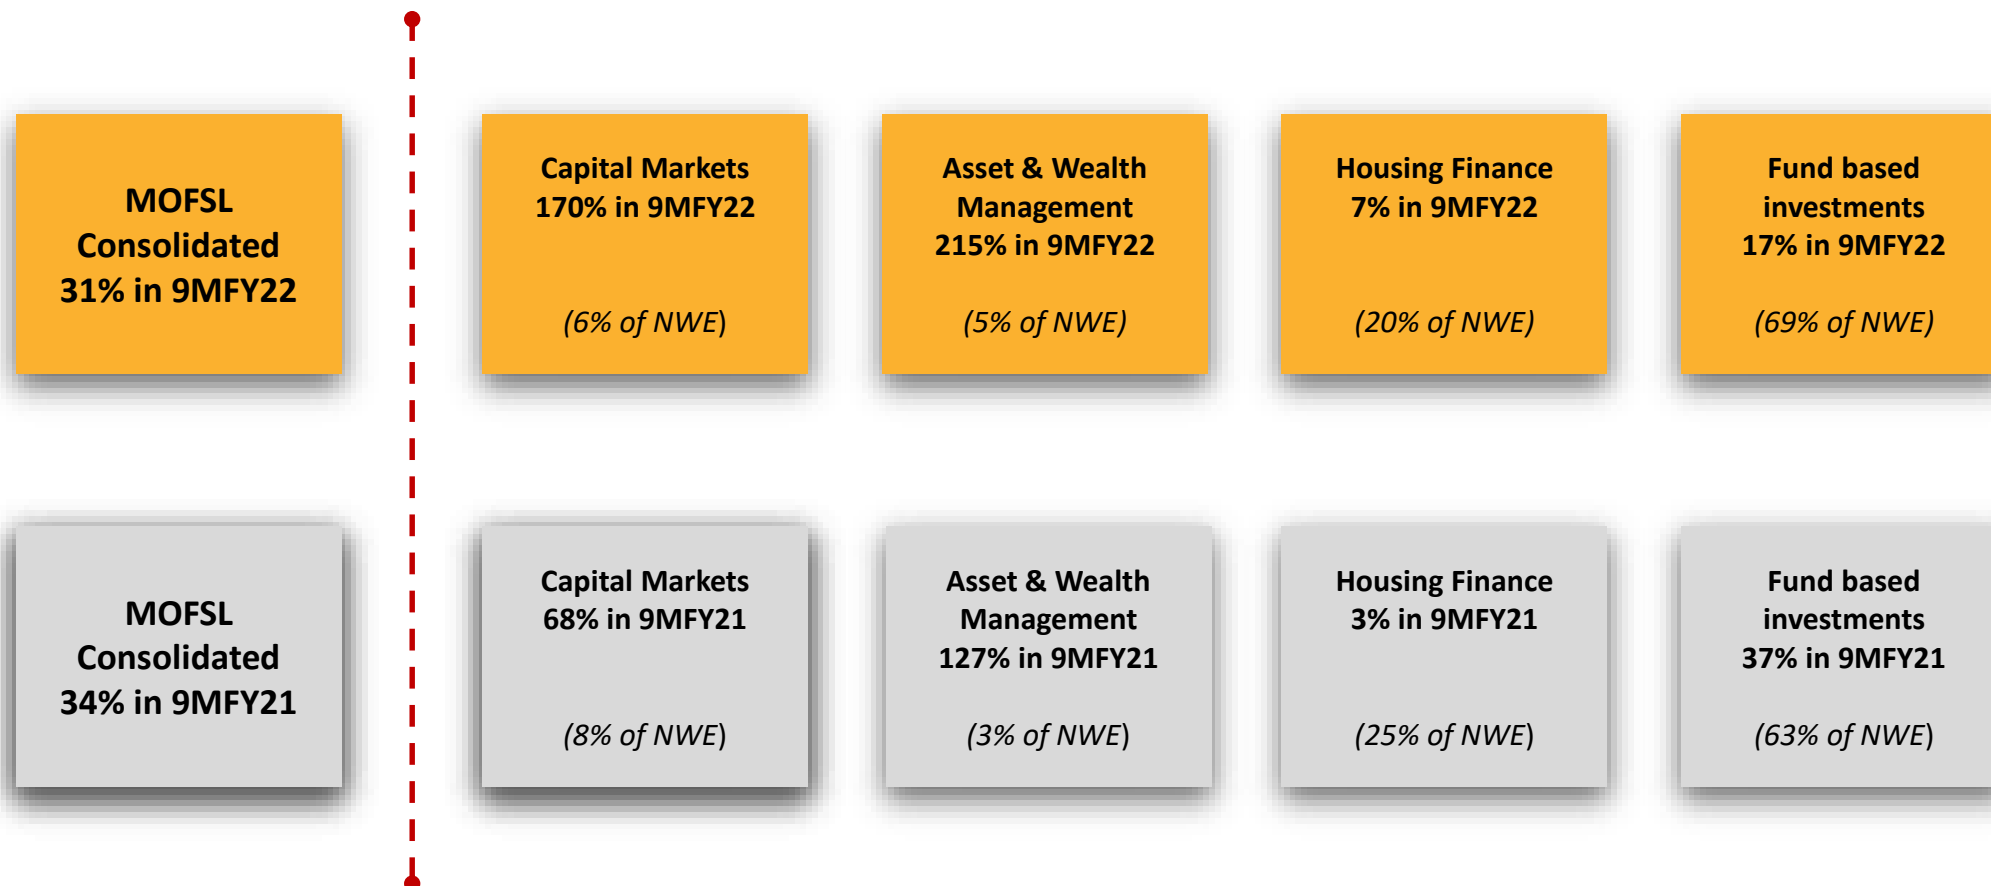 MOFSL
Consolidated
31% in 9MFY22
Capital Markets
170% in 9MFY22
(6% of NWE)
Asset & Wealth
Management
215% in 9MFY22
(5% of NWE)
Housing Finance
7% in 9MFY22
(20% of NWE)
Fund based
investments
17% in 9MFY22
(69% of NWE)
MOFSL
Consolidated
34% in 9MFY21
Capital Markets
68% in 9MFY21
(8% of NWE)
Asset & Wealth
Management
127% in 9MFY21
(3% of NWE)
Housing Finance
3% in 9MFY21
(25% of NWE)
Fund based
investments
37% in 9MFY21
(63% of NWE)